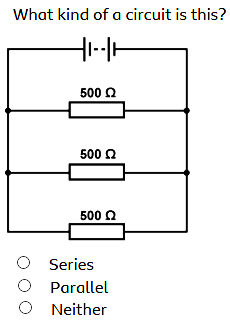 What kind of a circuit is this?
500 Ω
500 Ω
500 Ω
Series
Parallel
Neither